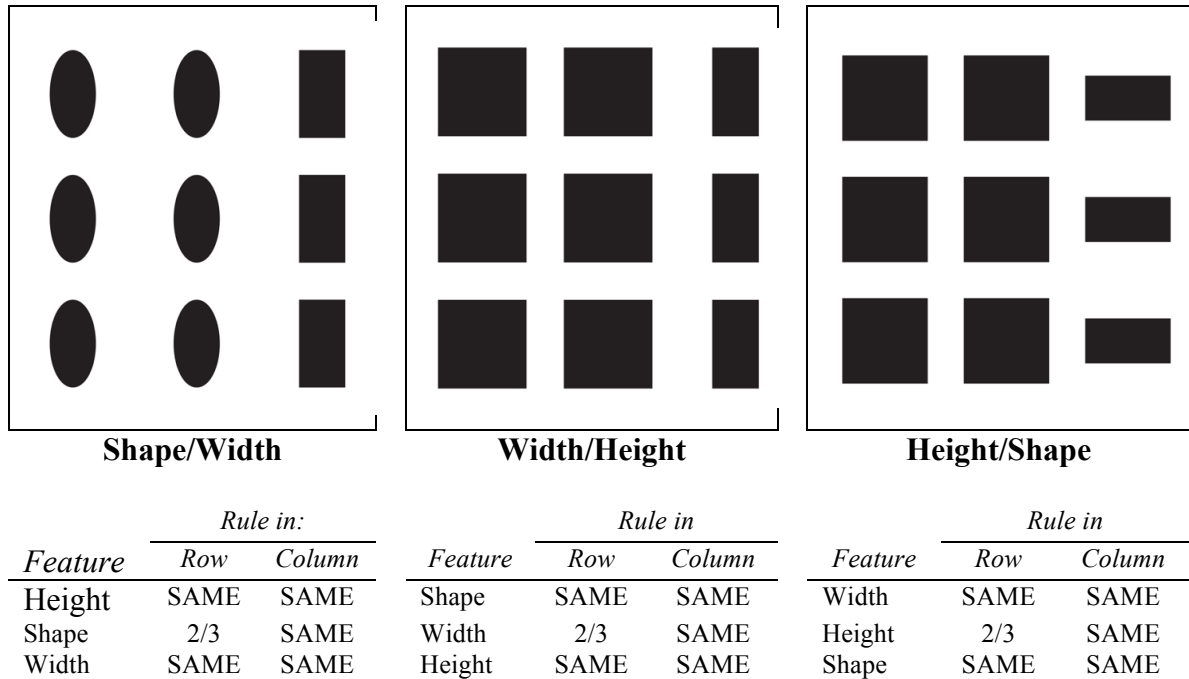 Shape/Width Width/Height Height/Shape
Rule in: Rule in Rule in
Feature Row Column Feature Row Column Feature Row Column
Height SAME SAME Shape SAME SAME Width SAME SAME
Shape 2/3 SAME Width 2/3 SAME Height 2/3 SAME
Width SAME SAME Height SAME SAME Shape SAME SAME